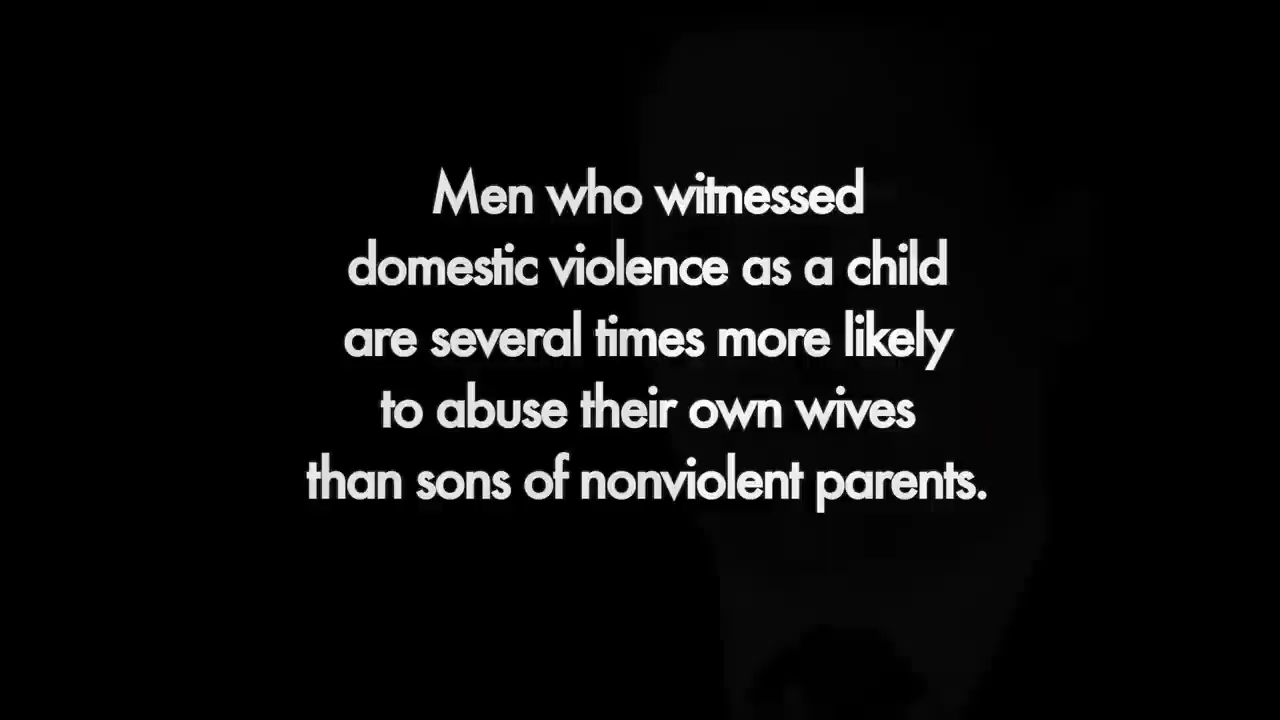 Men who witnessed
domestic violence as a child
are several times more likely
to abuse their own wives
than sons of nonviolent parents.